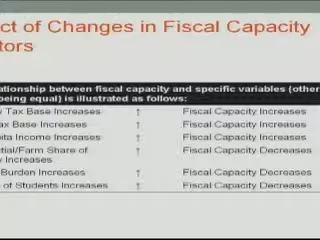 ct of Changes in Fiscal Capacity
tors
ationship between fiscal capacity and specific variables (other
being equal) is illustrated as follows:
Tax Base Increases ↑ Fiscal Capacity Increases
ax Base Increases ↑ Fiscal Capacity Increases
ita Income Increases ↑ Fiscal Capacity Increases
tial/Farm Share of ↑ Fiscal Capacity Decreases
y Increases
Burden Increases ↑ Fiscal Capacity Decreases
of Students Increases ↑ Fiscal Capacity Decreases